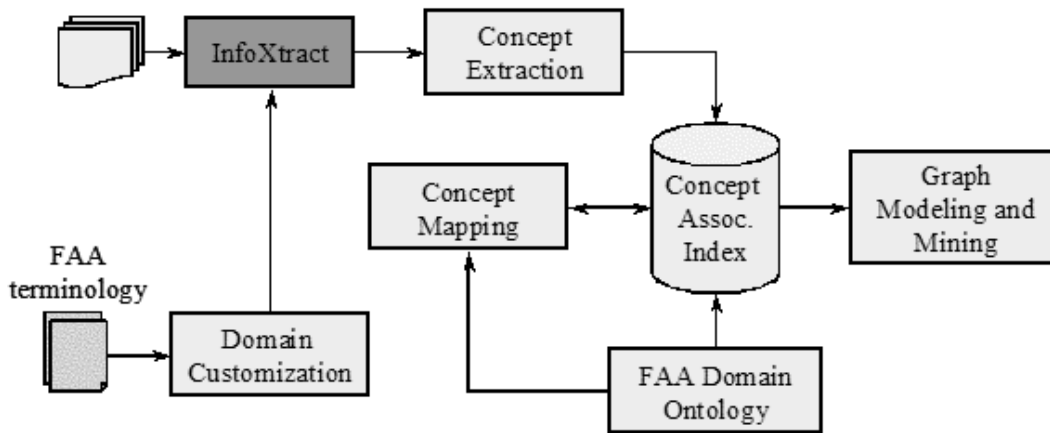 InfoXtract
Concept
Extraction
Concept
Mapping
Concept
Assoc.
Index
Graph
Modeling and
Mining
FAA
terminology
Domain
Customization
FAA Domain
Ontology